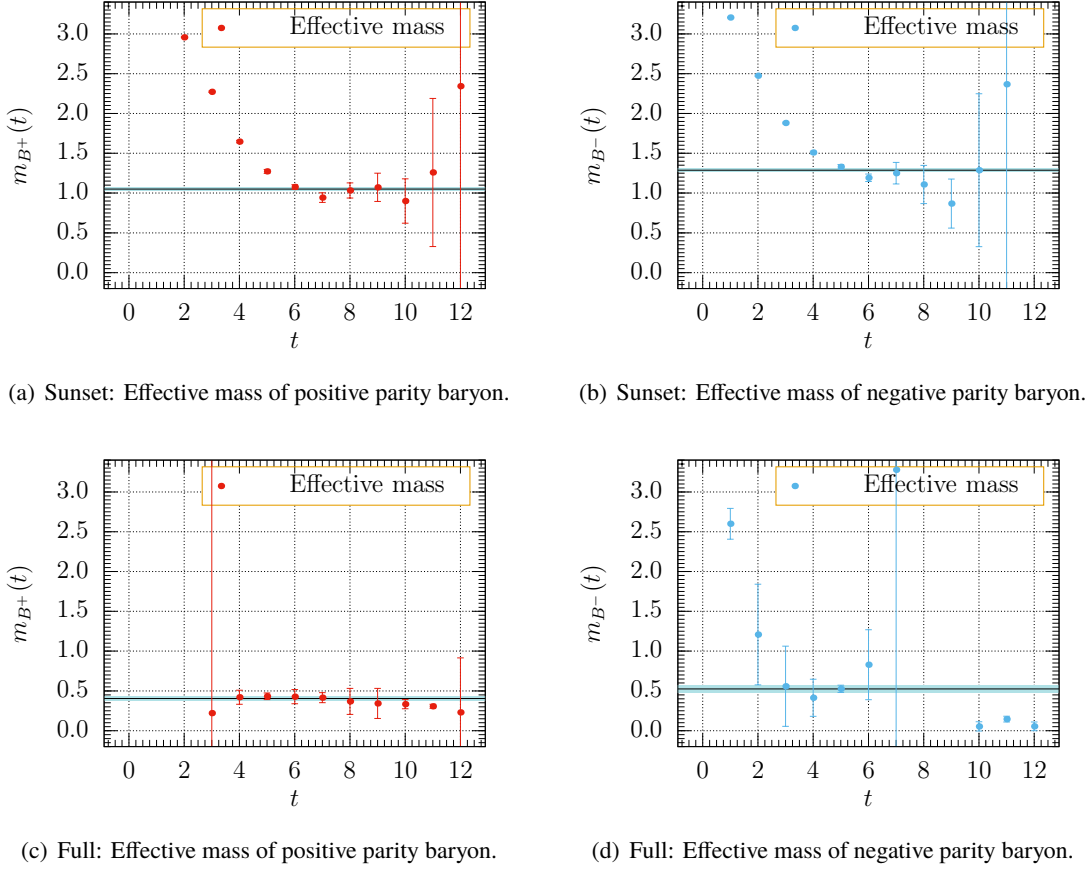 Effective mass
3.0
2.5
2.0
1.5
1.0
0.5
0.0
m_{B^+}(t)
0 2 4 6 8 10 12
t
(a) Sunset: Effective mass of positive parity baryon.
Effective mass
3.0
2.5
2.0
1.5
1.0
0.5
0.0
m_{B^-}(t)
0 2 4 6 8 10 12
t
(b) Sunset: Effective mass of negative parity baryon.
Effective mass
3.0
2.5
2.0
1.5
1.0
0.5
0.0
m_{B^+}(t)
0 2 4 6 8 10 12
t
(c) Full: Effective mass of positive parity baryon.
Effective mass
3.0
2.5
2.0
1.5
1.0
0.5
0.0
m_{B^-}(t)
0 2 4 6 8 10 12
t
(d) Full: Effective mass of negative parity baryon.